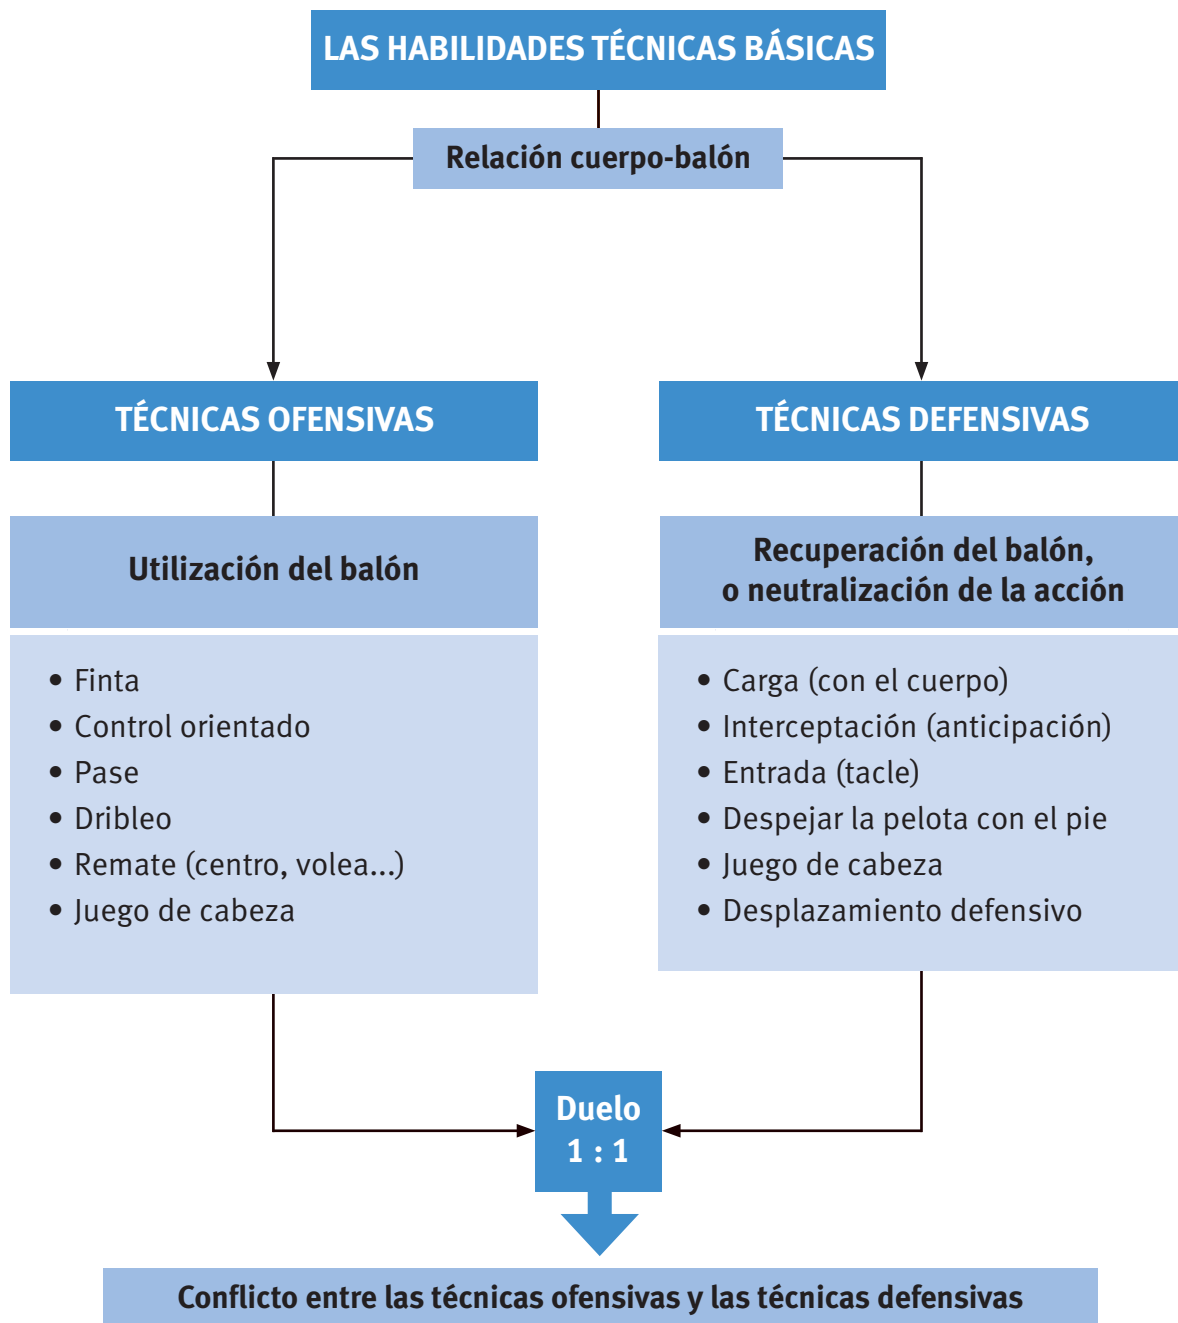 LAS HABILIDADES TÉCNICAS BÁSICAS
Relación cuerpo-balón
TÉCNICAS OFENSIVAS
Utilización del balón
• Finta
• Control orientado
• Pase
• Dribleo
• Remate (centro, volea...)
• Juego de cabeza
TÉCNICAS DEFENSIVAS
Recuperación del balón,
o neutralización de la acción
• Carga (con el cuerpo)
• Interceptación (anticipación)
• Entrada (tacle)
• Despejar la pelota con el pie
• Juego de cabeza
• Desplazamiento defensivo
Duelo
1 : 1
Conflicto entre las técnicas ofensivas y las técnicas defensivas